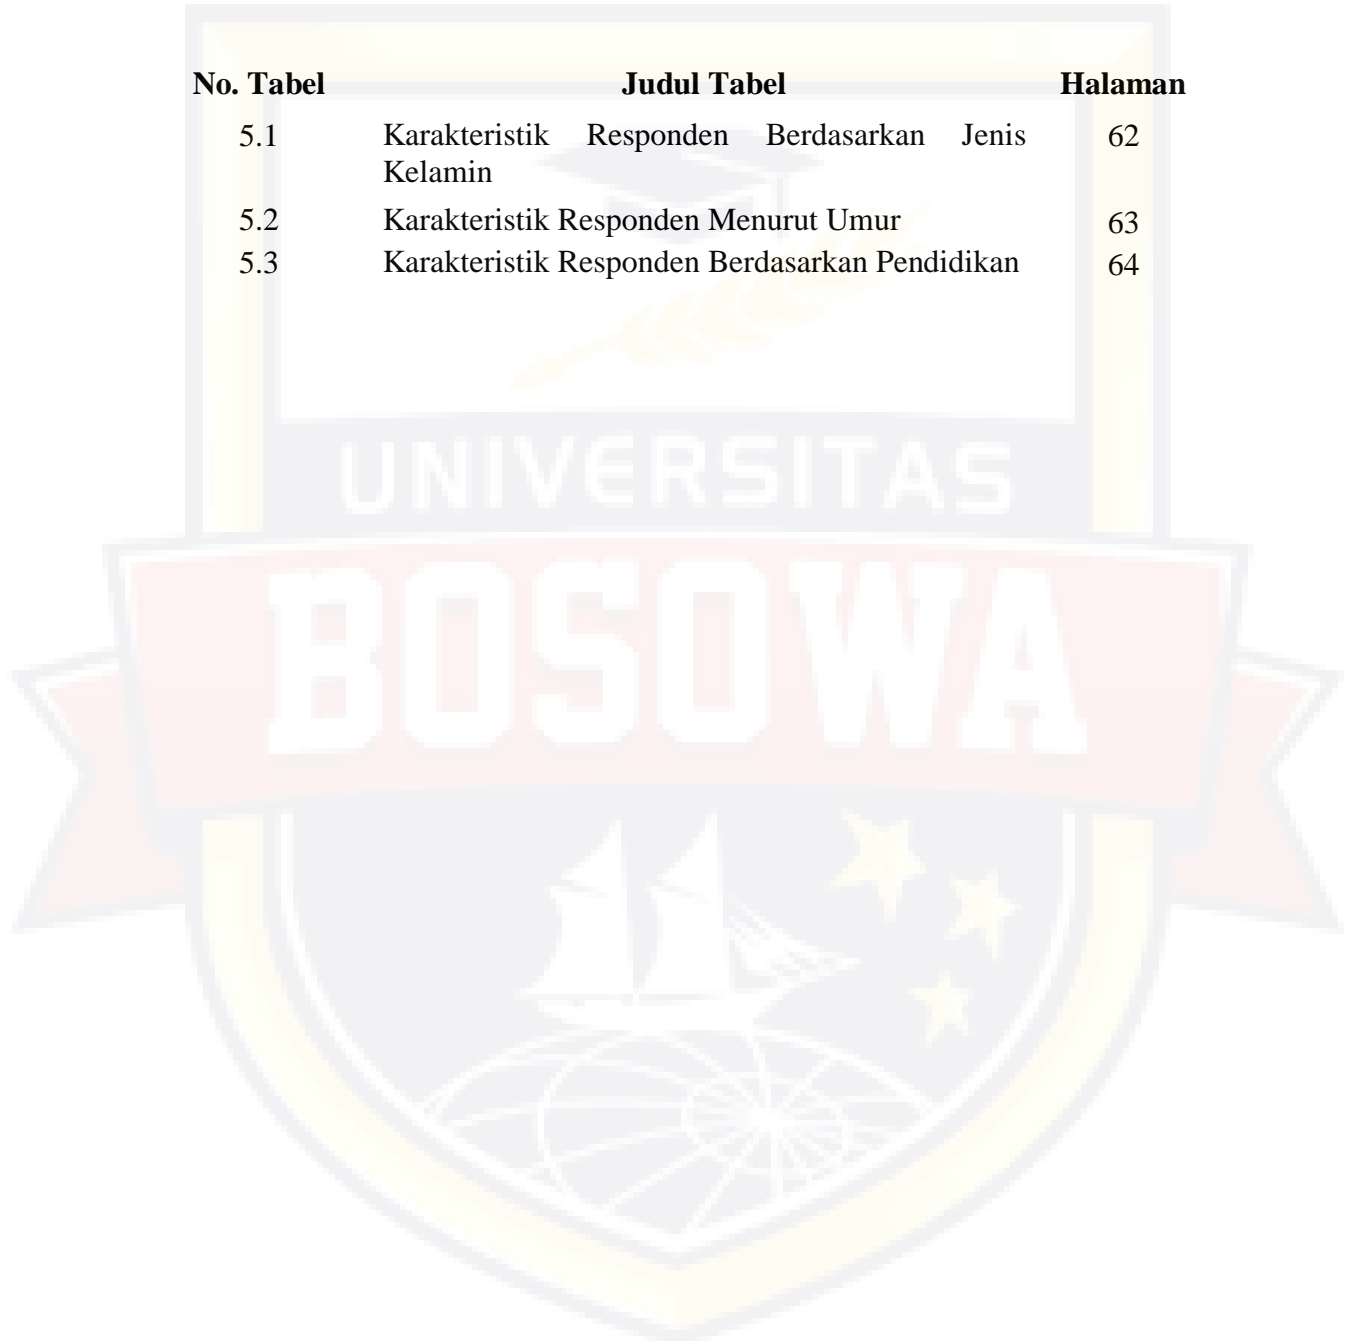 No. Tabel Judul Tabel Halaman
5.1 Karakteristik Responden Berdasarkan Jenis 62
Kelamin
5.2 Karakteristik Responden Menurut Umur 63
5.3 Karakteristik Responden Berdasarkan Pendidikan 64
UNIVERSITAS
BOSOWA